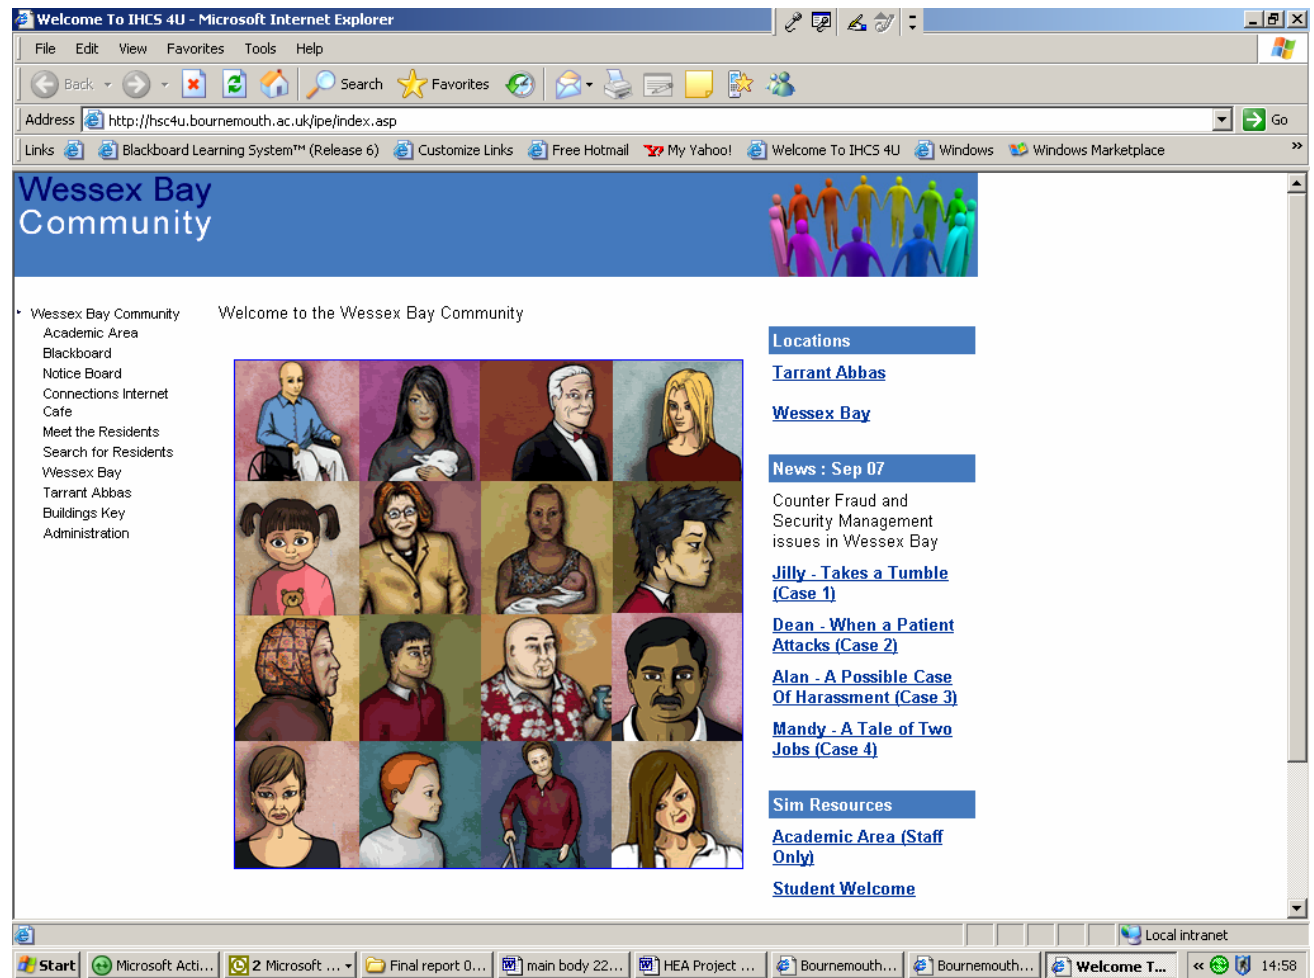 Welcome To IHCS 4U - Microsoft Internet Explorer
File Edit View Favorites Tools Help
Back Search Favorites
Address http://hsc4u.bournemouth.ac.uk/ipe/index.asp Go
Links Blackboard Learning System™ (Release 6) Customize Links Free Hotmail My Yahoo! Welcome To IHCS 4U Windows Windows Marketplace »
Wessex Bay
Community
Wessex Bay Community
Academic Area
Blackboard
Notice Board
Connections Internet
Cafe
Meet the Residents
Search for Residents
Wessex Bay
Tarrant Abbas
Buildings Key
Administration
Welcome to the Wessex Bay Community
Locations
Tarrant Abbas
Wessex Bay
News : Sep 07
Counter Fraud and
Security Management
issues in Wessex Bay
Jilly - Takes a Tumble
(Case 1)
Dean - When a Patient
Attacks (Case 2)
Alan - A Possible Case
Of Harassment (Case 3)
Mandy - A Tale of Two
Jobs (Case 4)
Sim Resources
Academic Area (Staff
Only)
Student Welcome
Local intranet
Start Microsoft Acti... 2 Microsoft ... Final report 0... main body 22... HEA Project ... Bournemouth... Bournemouth... Welcome T... « 14:58